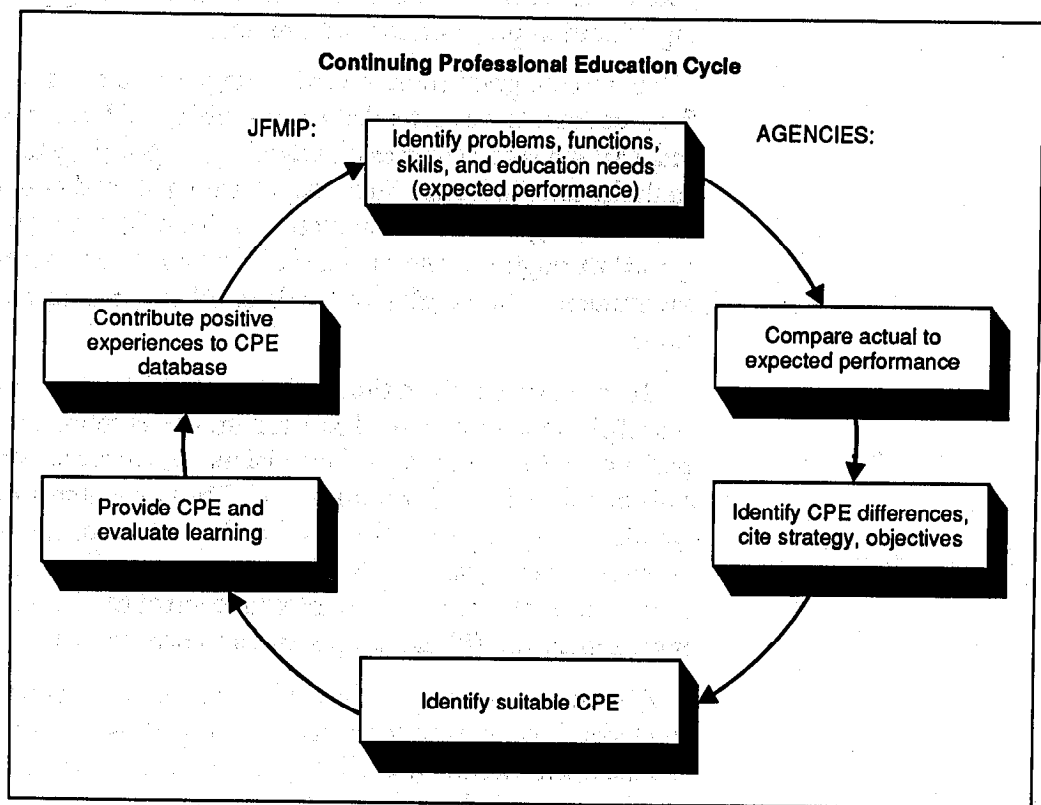 Continuing Professional Education Cycle
JFMIP:
Identify problems, functions,
skills, and education needs
(expected performance)
AGENCIES:
Compare actual to
expected performance
Identify CPE differences,
cite strategy, objectives
Identify suitable CPE
Provide CPE and
evaluate learning
Contribute positive
experiences to CPE
database